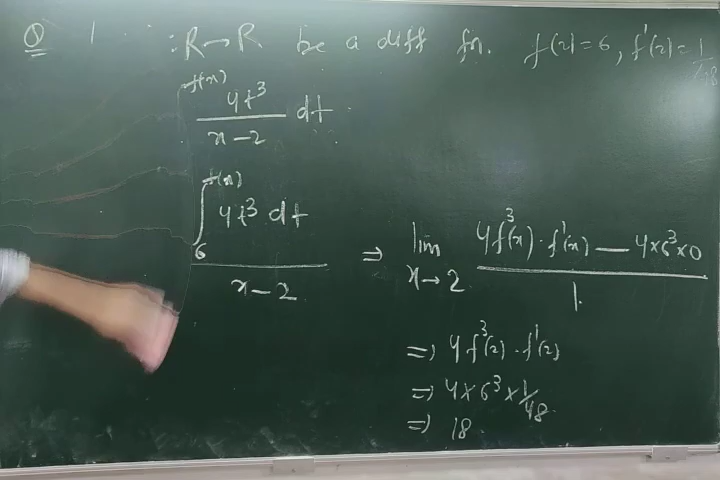 Q 1 : R→R be a diff fn. f(2)=6, f'(2)=1/48
f(x) 4t³/x-2 dt
∫₆^f(x) 4t³ dt / x-2 ⇒ lim x→2 4f³(x)·f'(x) — 4×6³×0 / 1
⇒ 4f³(2)·f'(2)
⇒ 4×6³×1/48
⇒ 18.